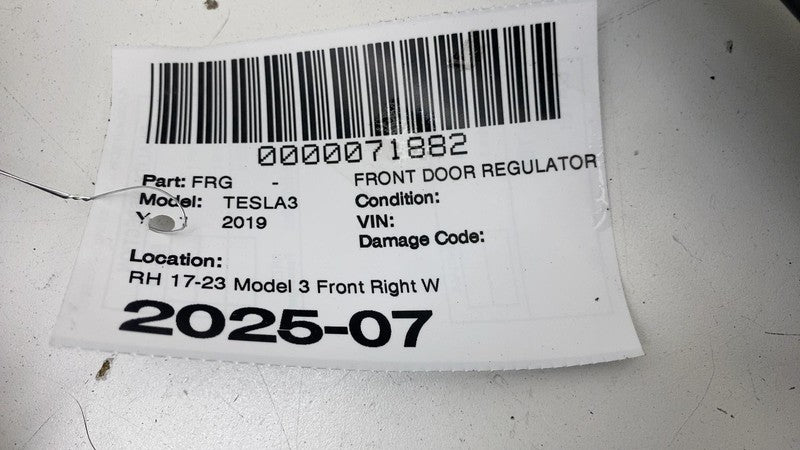 0000071882
Part: FRG - FRONT DOOR REGULATOR
Model: TESLA3 Condition:
2019 VIN:
Damage Code:
Location:
RH 17-23 Model 3 Front Right W
2025-07